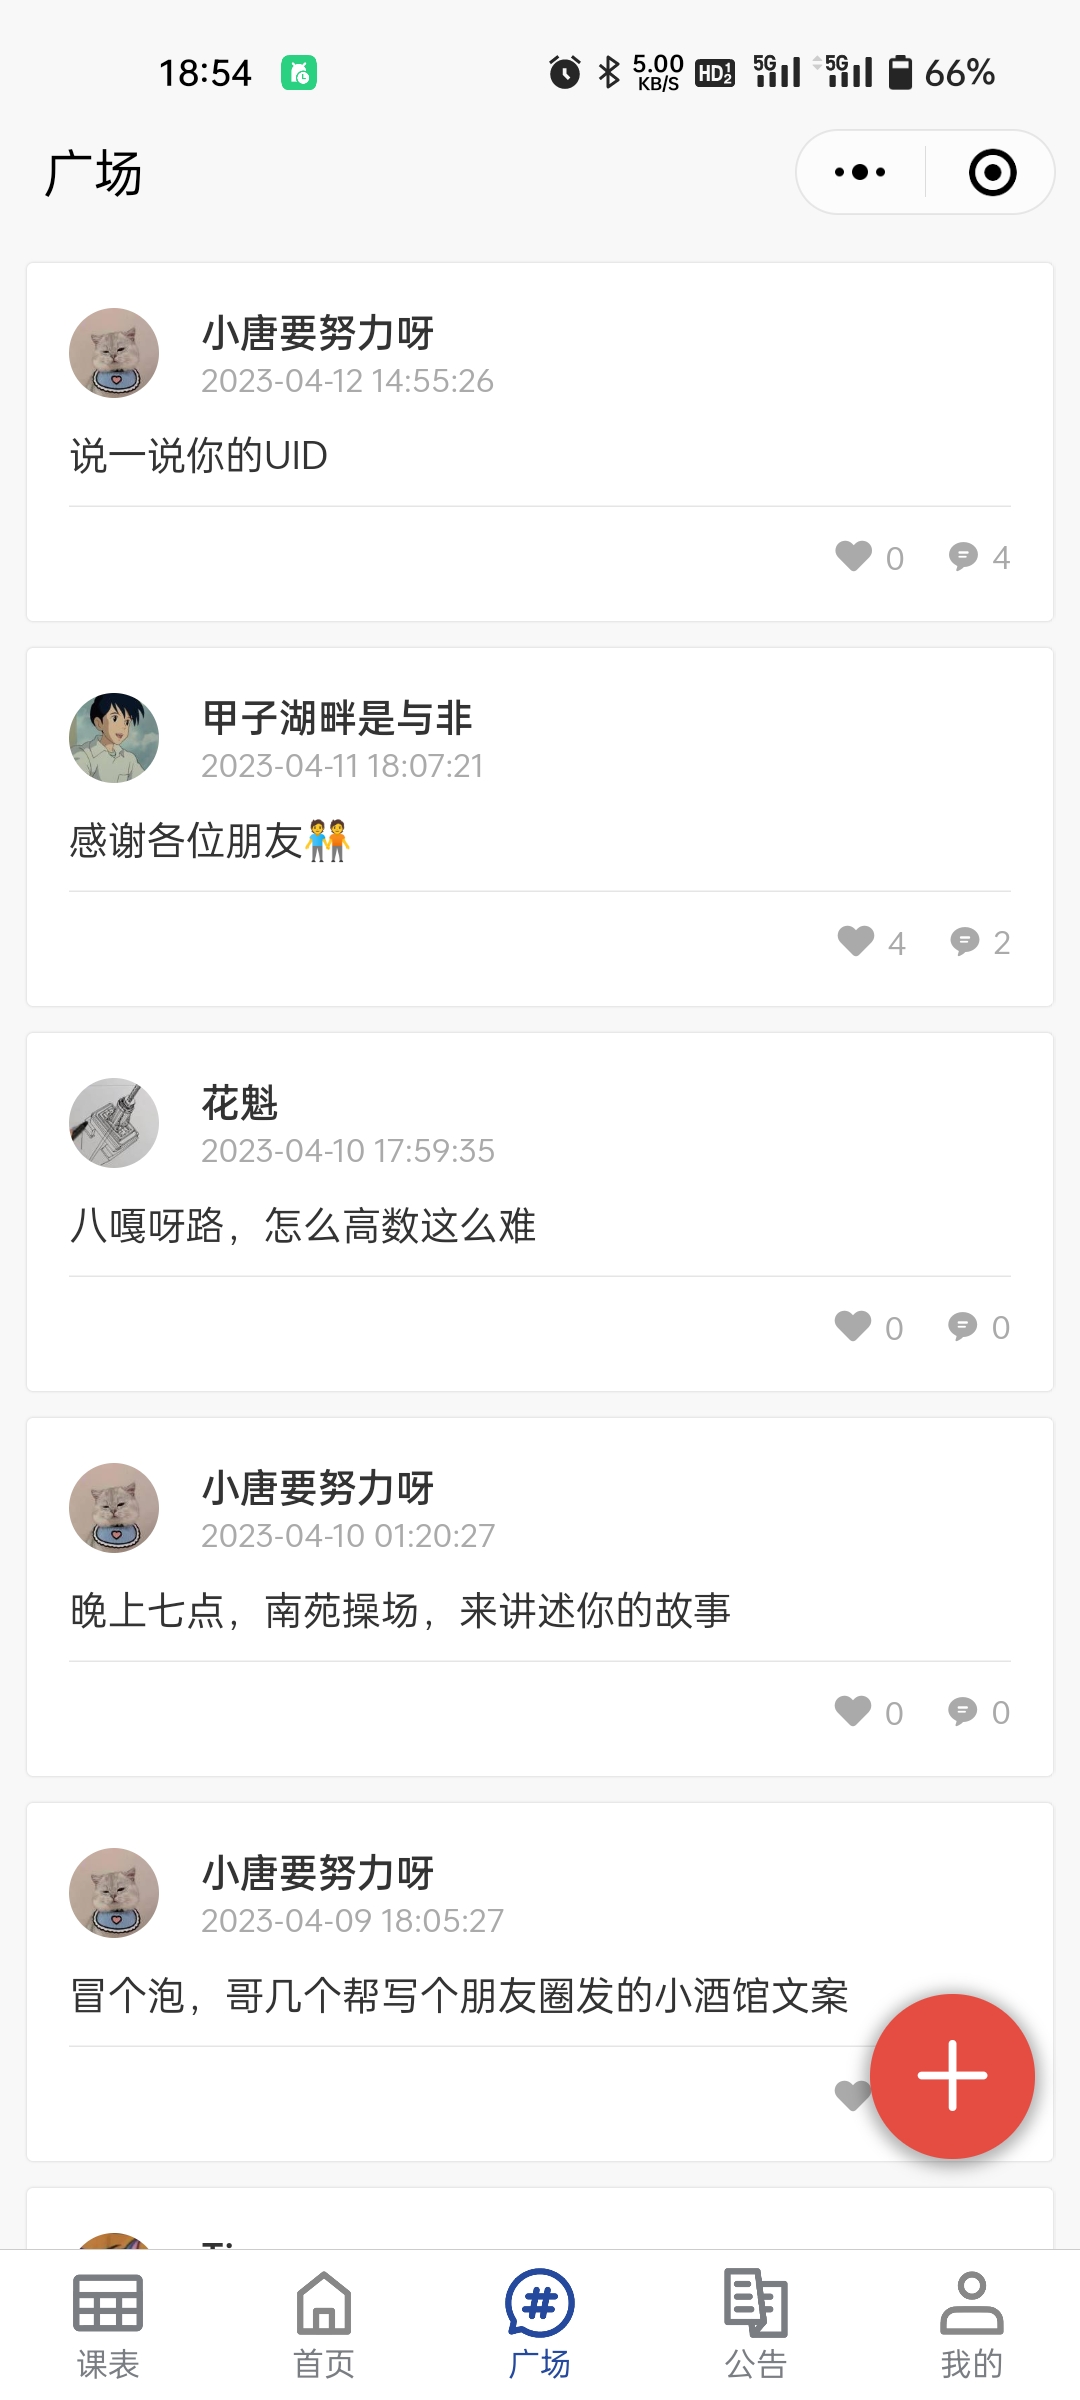 18:54 5.00 KB/S HD 1 2 5G 5G 66%
广场
小唐要努力呀
2023-04-12 14:55:26
说一说你的UID
0 4
甲子湖畔是与非
2023-04-11 18:07:21
感谢各位朋友🧑‍🤝‍🧑
4 2
花魁
2023-04-10 17:59:35
八嘎呀路，怎么高数这么难
0 0
小唐要努力呀
2023-04-10 01:20:27
晚上七点，南苑操场，来讲述你的故事
0 0
小唐要努力呀
2023-04-09 18:05:27
冒个泡，哥几个帮写个朋友圈发的小酒馆文案
课表 首页 广场 公告 我的